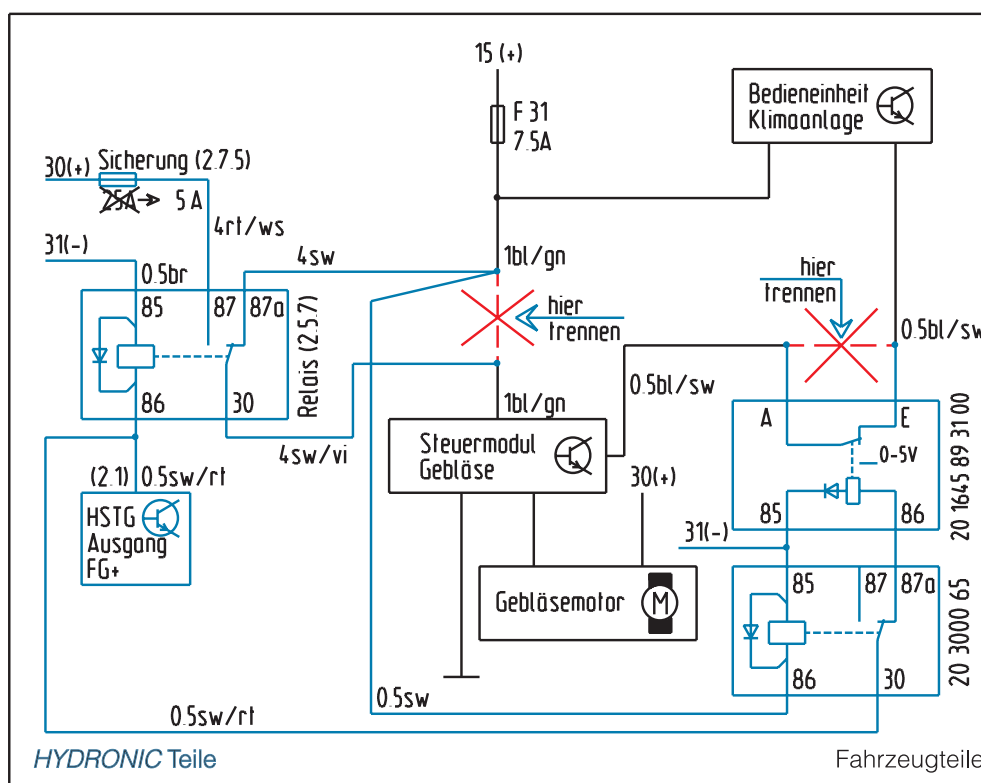 15 (+)
F 31
7.5A
Bedieneinheit
Klimaanlage
30(+)
Sicherung (2.7.5)
25A → 5 A
4rt/ws
31(-)
0.5br
4sw
1bl/gn
hier
trennen
hier
trennen
0.5bl/sw
85
87
87a
Relais (2.5.7)
86
30
4sw/vi
1bl/gn
0.5bl/sw
A
E
0-5V
85
86
20 1645 89 31 00
Steuermodul
Gebläse
30(+)
(2.1)
0.5sw/rt
HSTG
Ausgang
FG+
31(-)
Gebläsemotor
M
85
87
87a
86
30
20 3000 65
0.5sw
0.5sw/rt
HYDRONIC Teile
Fahrzeugteile